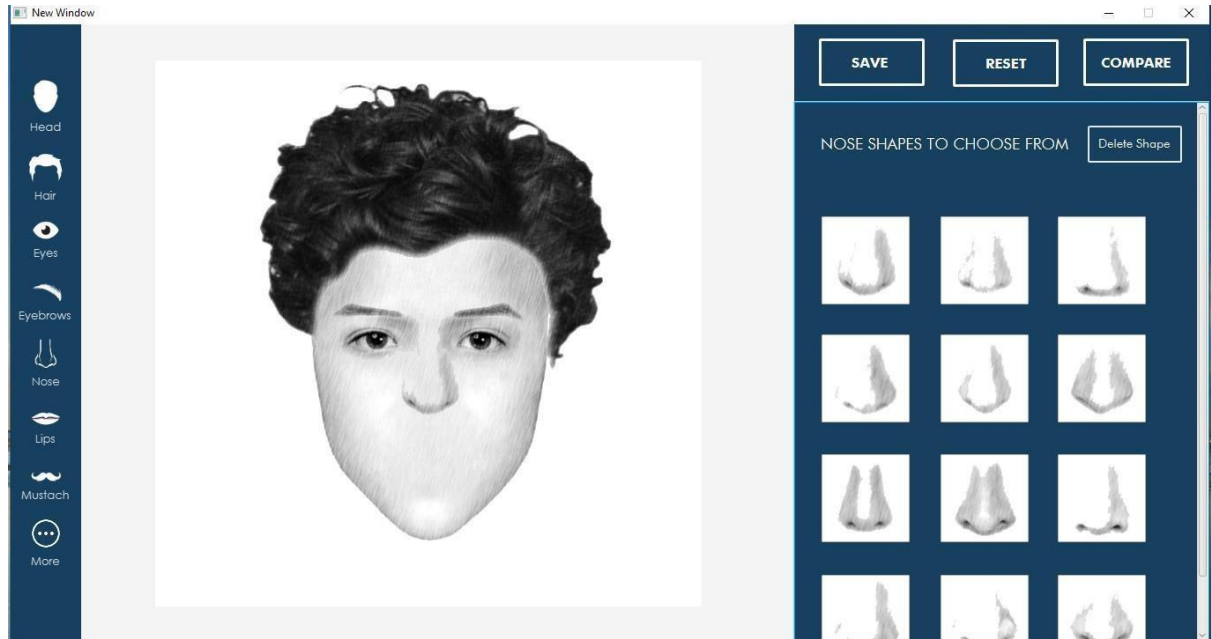 New Window
Head
Hair
Eyes
Eyebrows
Nose
Lips
Mustach
More
SAVE
RESET
COMPARE
NOSE SHAPES TO CHOOSE FROM
Delete Shape